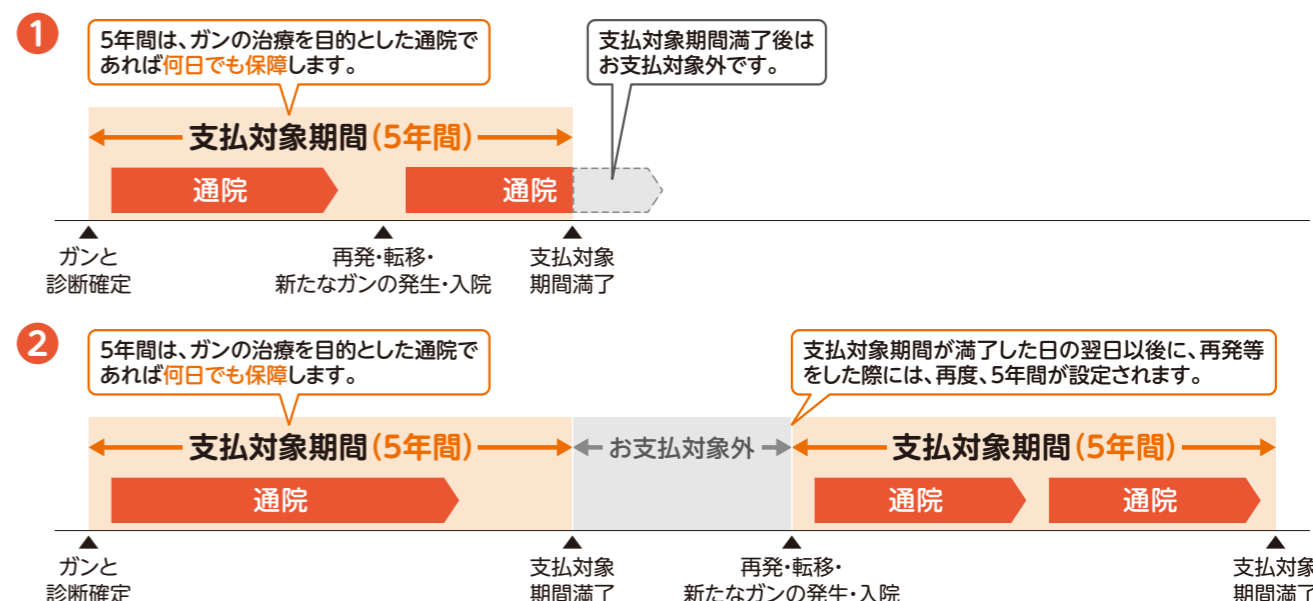 1
5年間は、ガンの治療を目的とした通院で
あれば何日でも保障します。
支払対象期間満了後は
お支払対象外です。
支払対象期間(5年間)
通院
通院
ガンと
診断確定
再発・転移・
新たなガンの発生・入院
支払対象
期間満了
2
5年間は、ガンの治療を目的とした通院で
あれば何日でも保障します。
支払対象期間が満了した日の翌日以後に、再発等
をした際には、再度、5年間が設定されます。
支払対象期間(5年間)
お支払対象外
支払対象期間(5年間)
通院
通院
通院
ガンと
診断確定
支払対象
期間満了
再発・転移・
新たなガンの発生・入院
支払対象
期間満了